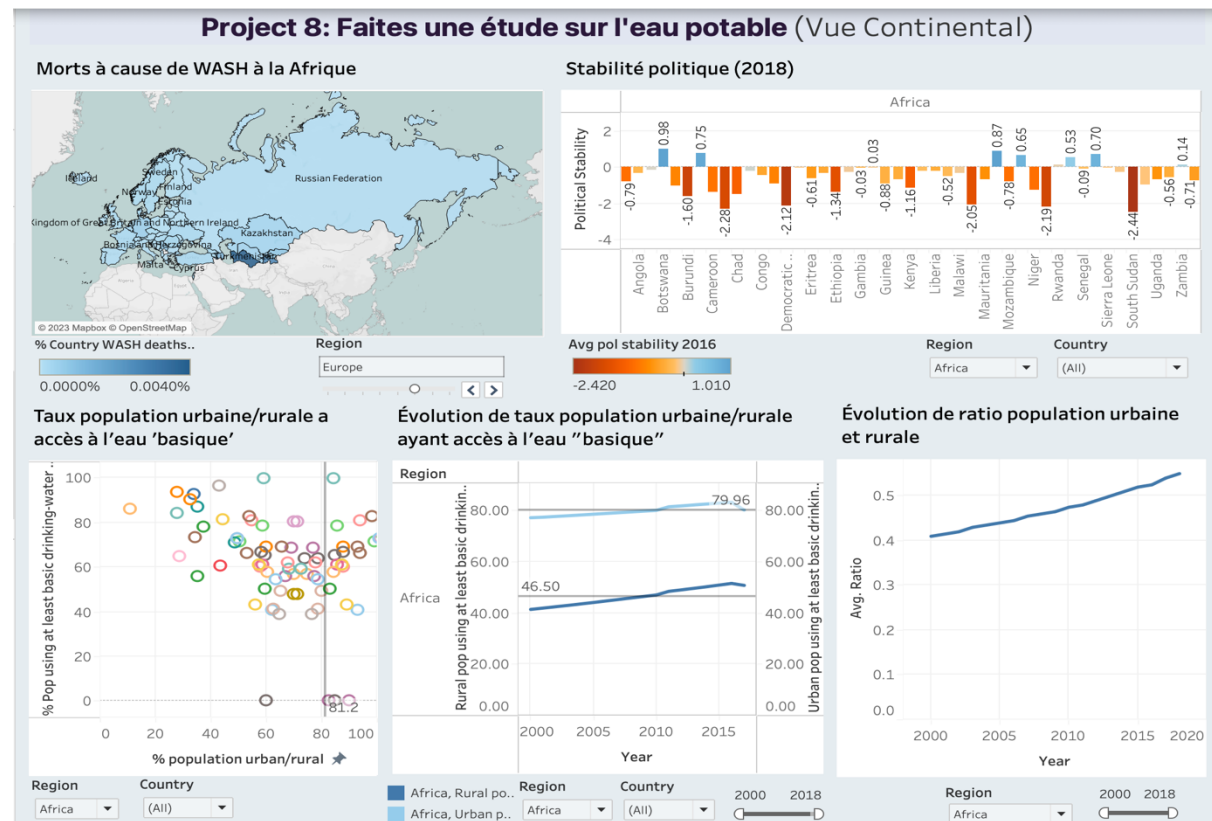 Project 8: Faites une étude sur l'eau potable (Vue Continental)
Morts à cause de WASH à la Afrique
Iceland
Sweden
Norway
Finland
Estonia
Russian Federation
Kingdom of Great Britain and Northern Ireland
Kazakhstan
Bosnia and Herzegovina
Turkmenistan
Malta
Cyprus
© 2023 Mapbox © OpenStreetMap
% Country WASH deaths..
0.0000% 0.0040%
Region
Europe
Stabilité politique (2018)
Africa
Political Stability
2
0
-2
-4
-0.79
0.98
-1.60
0.75
-2.28
-2.12
-0.61
-1.34
-0.03
0.03
-0.88
-1.16
-0.52
-2.05
0.87
-0.78
0.65
-2.19
0.53
-0.09
0.70
-2.44
-0.56
0.14
-0.71
Angola
Botswana
Burundi
Cameroon
Chad
Congo
Democratic ..
Eritrea
Ethiopia
Gambia
Guinea
Kenya
Liberia
Malawi
Mauritania
Mozambique
Niger
Rwanda
Senegal
Sierra Leone
South Sudan
Uganda
Zambia
Avg pol stability 2016
-2.420 1.010
Region
Africa
Country
(All)
Taux population urbaine/rurale a
accès à l'eau 'basique'
% Pop using at least basic drinking-water ..
100
80
60
40
20
0
81.2
0 20 40 60 80 100
% population urban/rural
Region
Africa
Country
(All)
Évolution de taux population urbaine/rurale
ayant accès à l'eau "basique"
Region
Africa
Rural pop using at least basic drinkin..
80.00
60.00
40.00
20.00
0.00
79.96
46.50
80.00
60.00
40.00
20.00
0.00
Urban pop using at least basic drinkin..
2000 2005 2010 2015
Year
Africa, Rural po..
Africa, Urban p..
Region
Africa
Country
(All)
2000 2018
Évolution de ratio population urbaine
et rurale
Avg. Ratio
0.5
0.4
0.3
0.2
0.1
0.0
2000 2005 2010 2015 2020
Year
Region
Africa
2000 2018